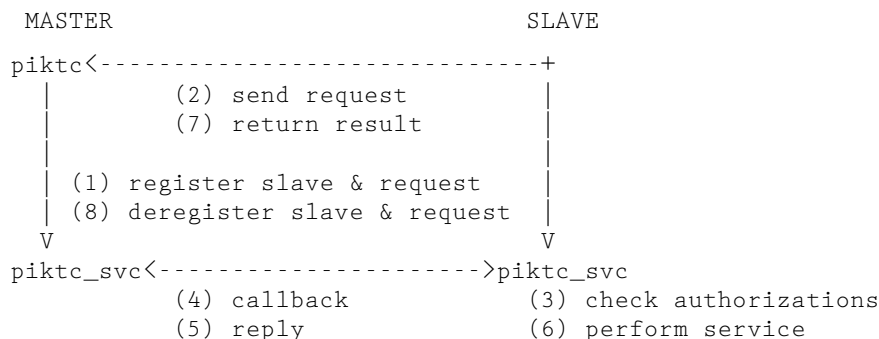 MASTER SLAVE
piktc<------------------------------+
| (2) send request |
| (7) return result |
| |
| (1) register slave & request |
| (8) deregister slave & request |
V V
piktc_svc<---------------------->piktc_svc
(4) callback (3) check authorizations
(5) reply (6) perform service